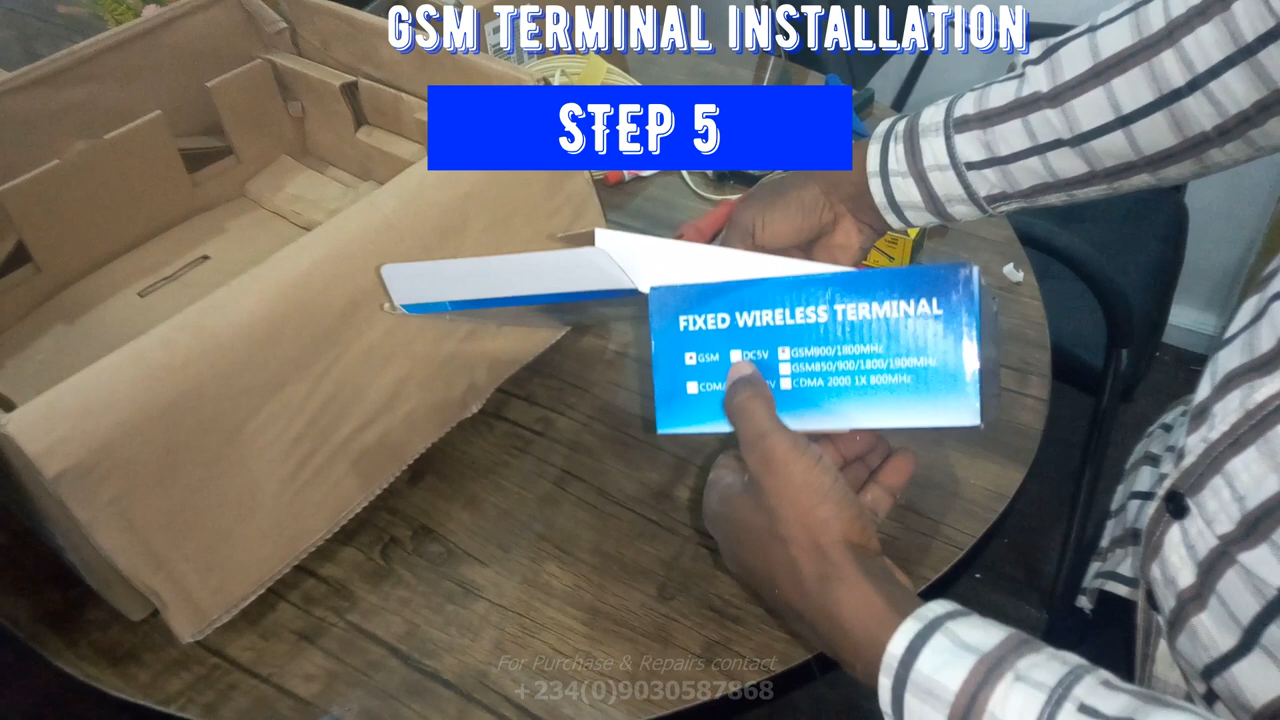 GSM TERMINAL INSTALLATION
STEP 5
FIXED WIRELESS TERMINAL
GSM DC5V GSM900/1800MHz
GSM850/900/1800/1900MHz
CDMA 2000 1X 800MHz
For Purchase & Repairs contact
+234(0)9030587868